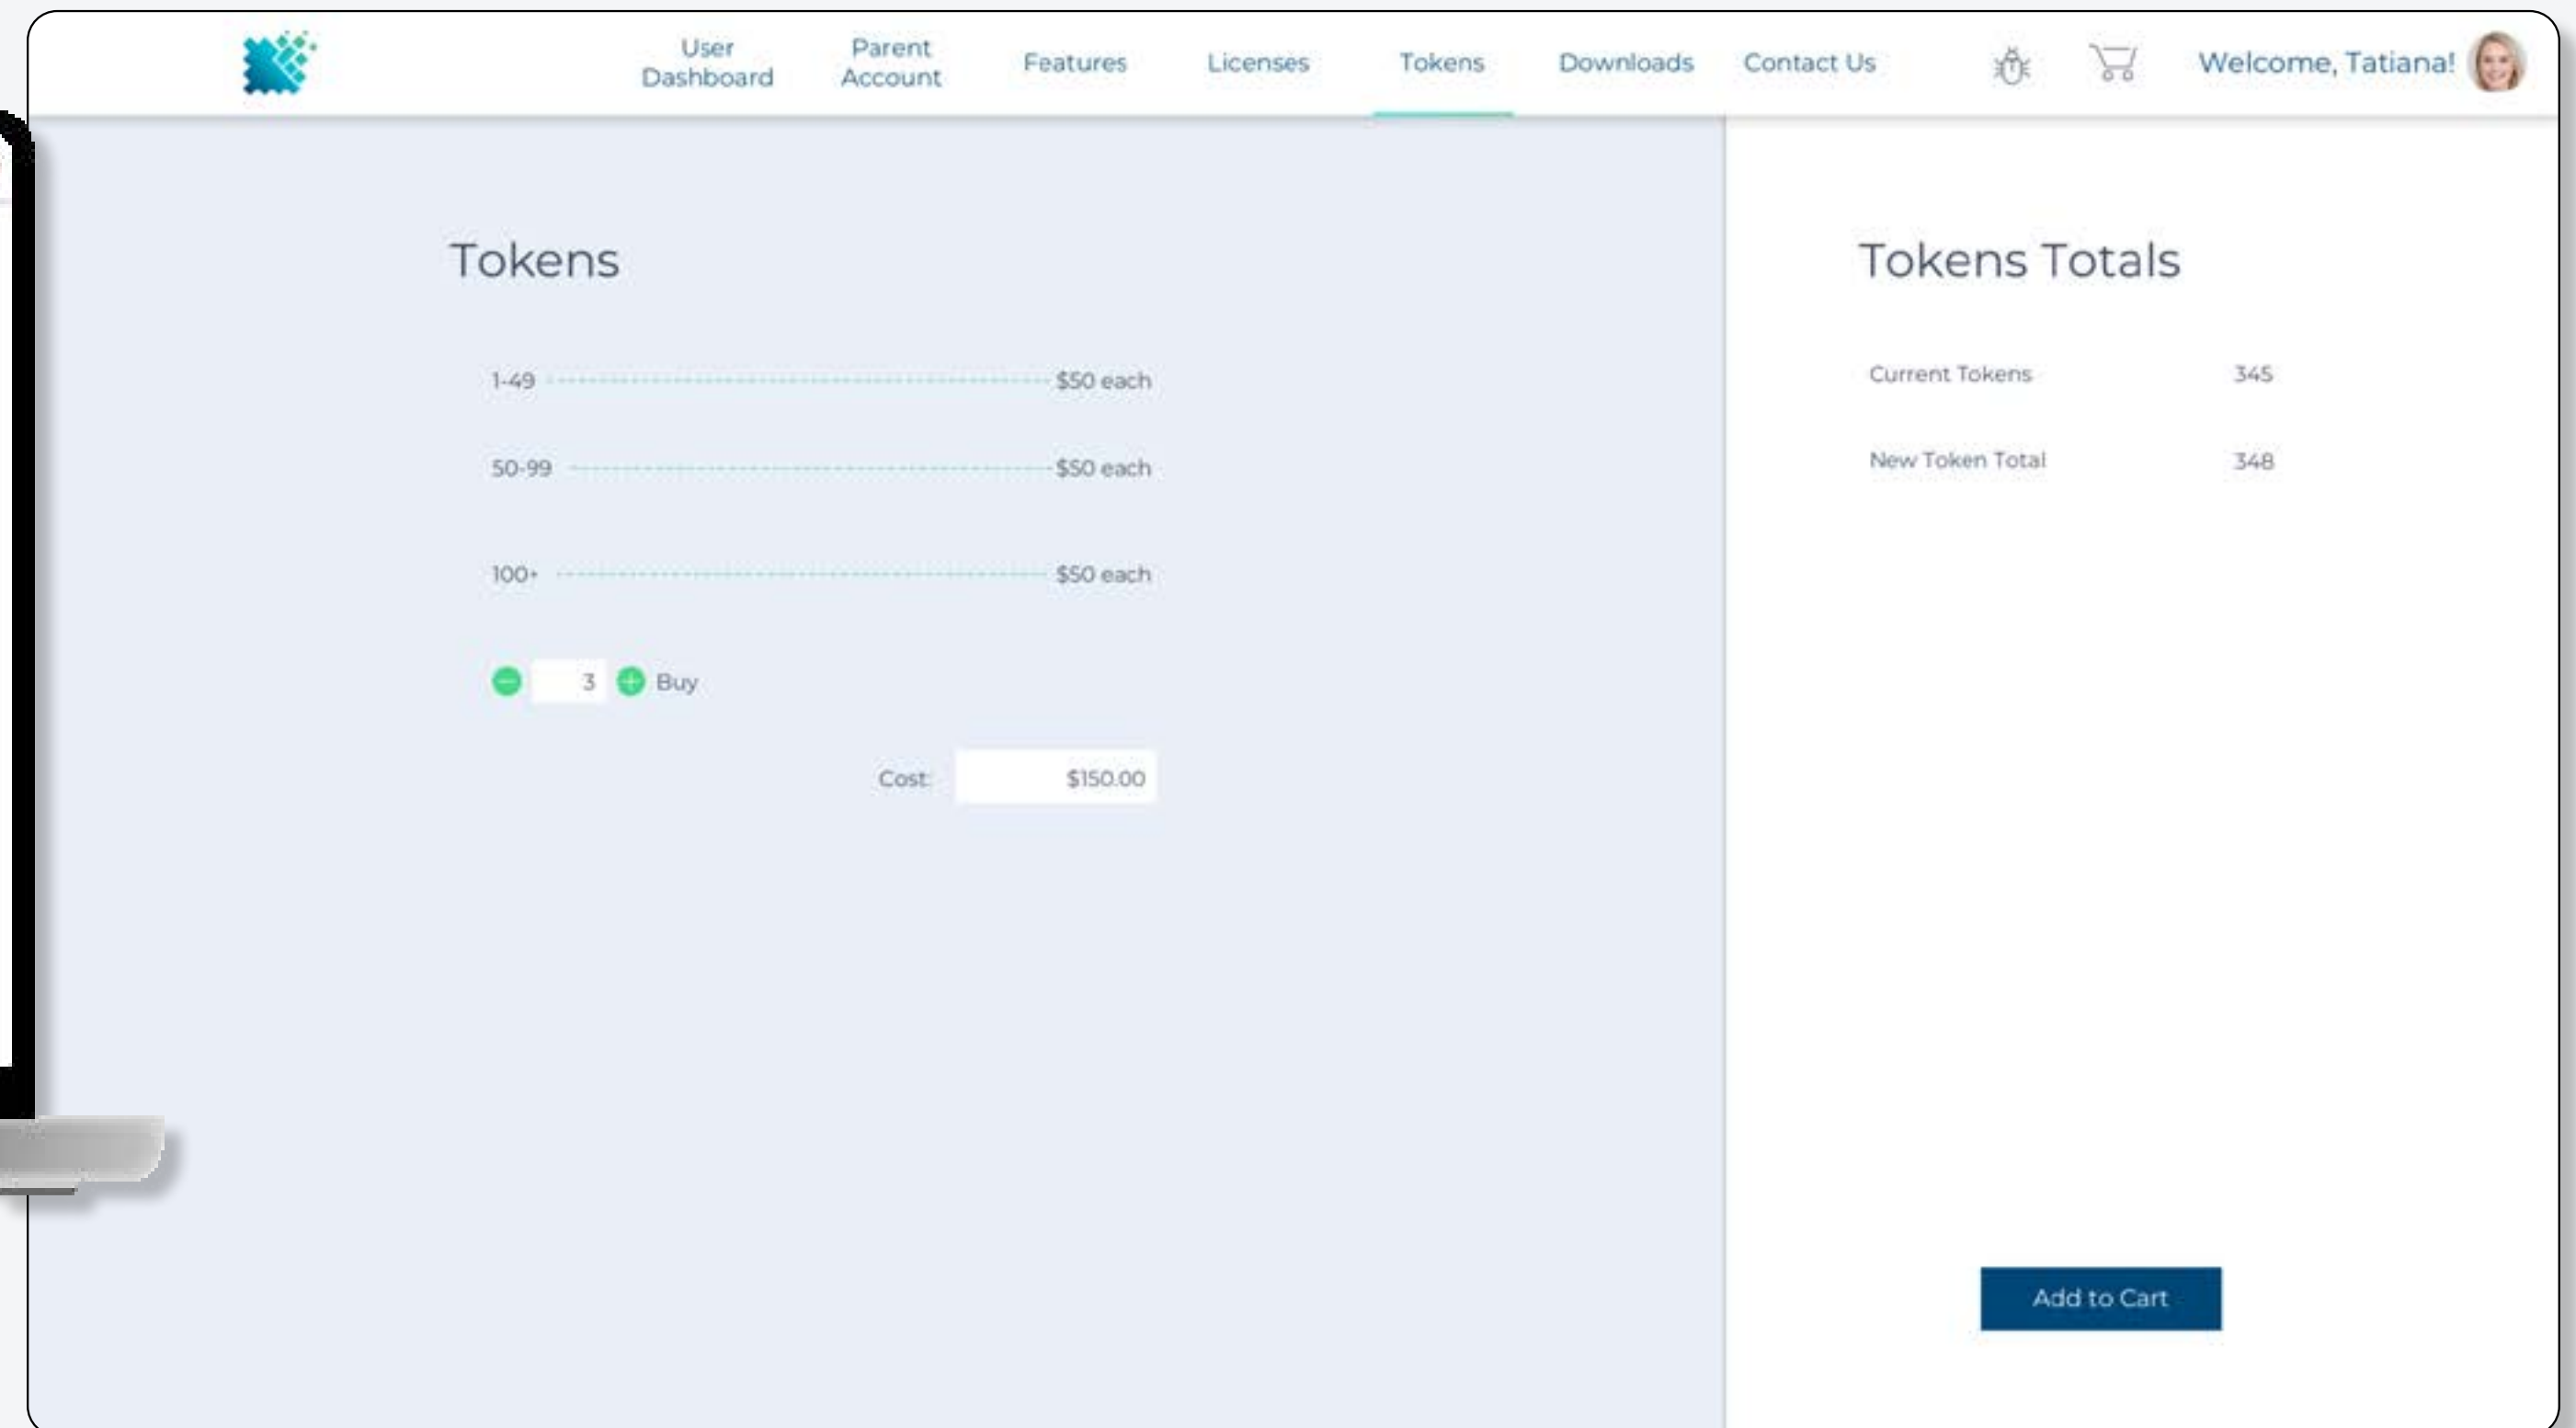 User Dashboard
Parent Account
Features
Licenses
Tokens
Downloads
Contact Us
Welcome, Tatiana!
Tokens
1-49 $50 each
50-99 $50 each
100+ $50 each
3 Buy
Cost: $150.00
Tokens Totals
Current Tokens 345
New Token Total 348
Add to Cart